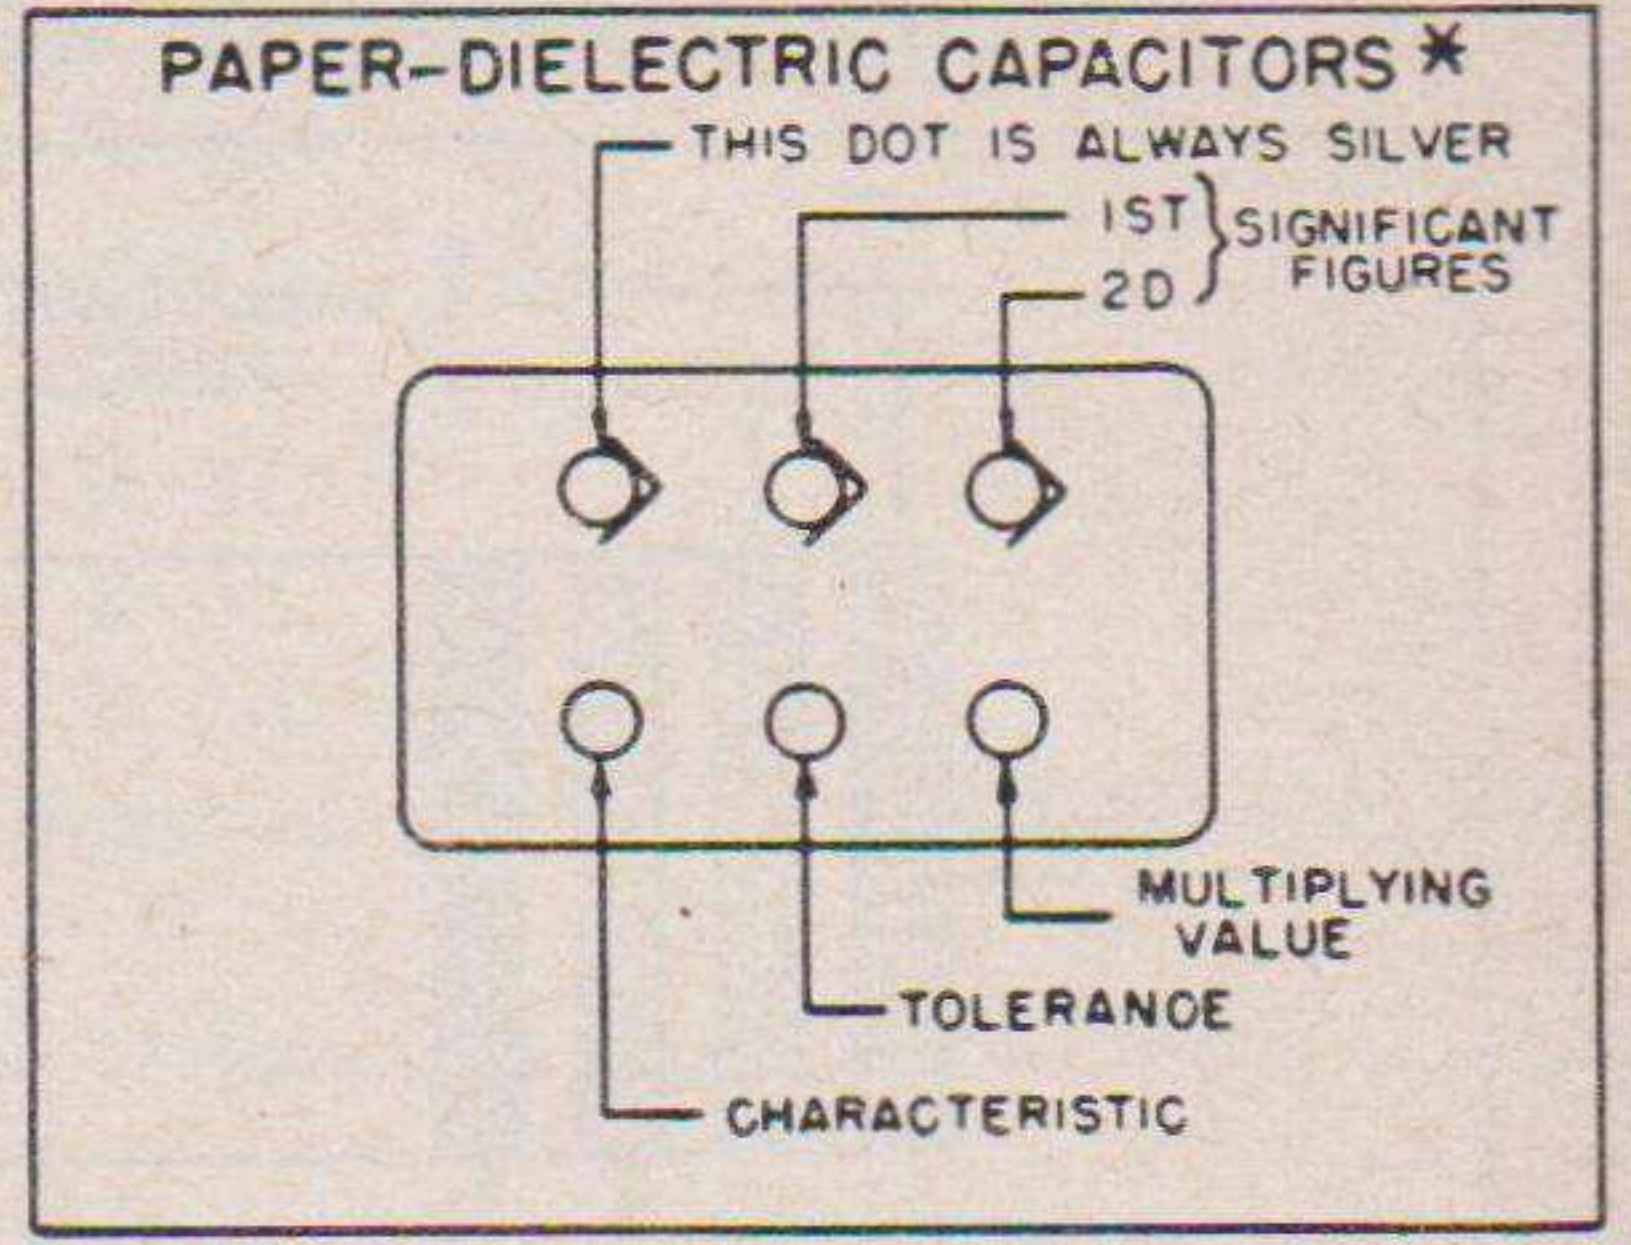 PAPER-DIELECTRIC CAPACITORS*
THIS DOT IS ALWAYS SILVER
1ST
2D
SIGNIFICANT
FIGURES
MULTIPLYING
VALUE
TOLERANCE
CHARACTERISTIC